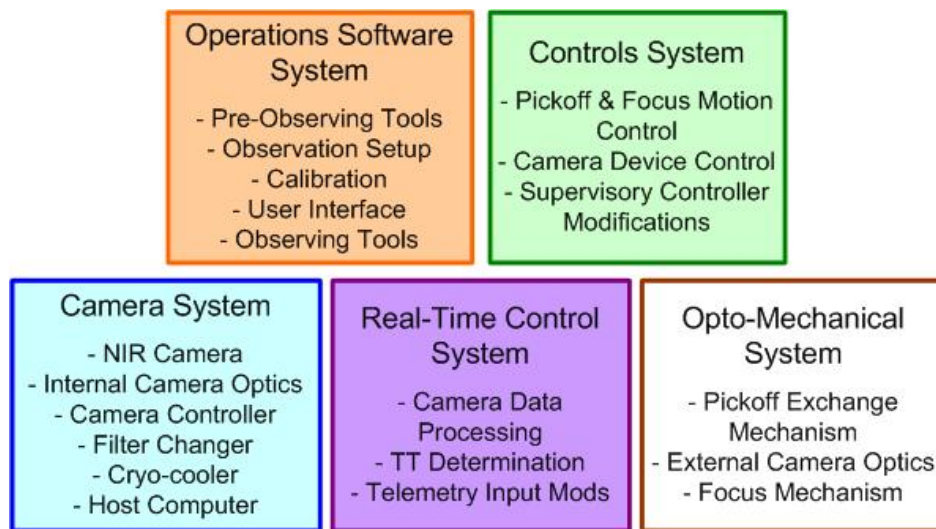 Operations Software
System
- Pre-Observing Tools
- Observation Setup
- Calibration
- User Interface
- Observing Tools
Controls System
- Pickoff & Focus Motion
Control
- Camera Device Control
- Supervisory Controller
Modifications
Camera System
- NIR Camera
- Internal Camera Optics
- Camera Controller
- Filter Changer
- Cryo-cooler
- Host Computer
Real-Time Control
System
- Camera Data
Processing
- TT Determination
- Telemetry Input Mods
Opto-Mechanical
System
- Pickoff Exchange
Mechanism
- External Camera Optics
- Focus Mechanism